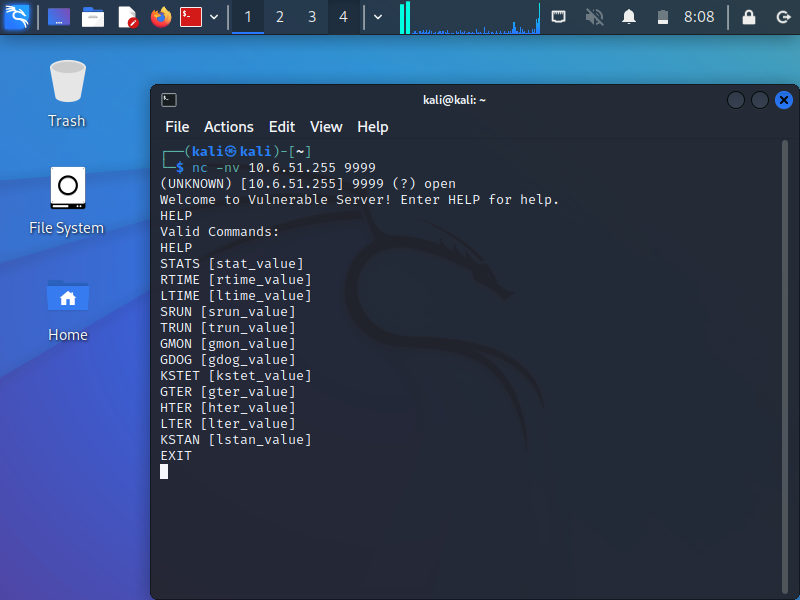 1 2 3 4 8:08
Trash
File System
Home
kali@kali: ~
File Actions Edit View Help
┌──(kali㉿kali)-[~]
└─$ nc -nv 10.6.51.255 9999
(UNKNOWN) [10.6.51.255] 9999 (?) open
Welcome to Vulnerable Server! Enter HELP for help.
HELP
Valid Commands:
HELP
STATS [stat_value]
RTIME [rtime_value]
LTIME [ltime_value]
SRUN [srun_value]
TRUN [trun_value]
GMON [gmon_value]
GDOG [gdog_value]
KSTET [kstet_value]
GTER [gter_value]
HTER [hter_value]
LTER [lter_value]
KSTAN [lstan_value]
EXIT